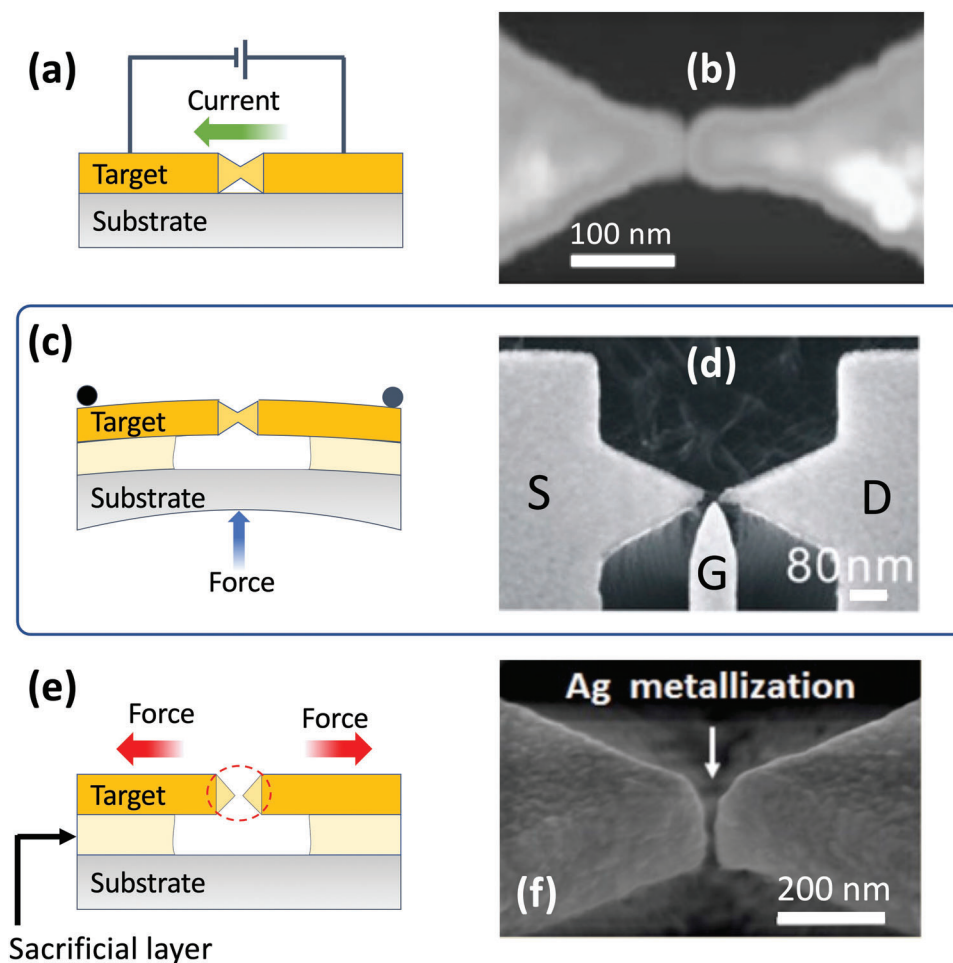 (a)
Current
Target
Substrate
(b)
100 nm
(c)
Target
Substrate
Force
(d)
S
D
G
80nm
(e)
Force
Force
Target
Substrate
Sacrificial layer
Ag metallization
(f)
200 nm